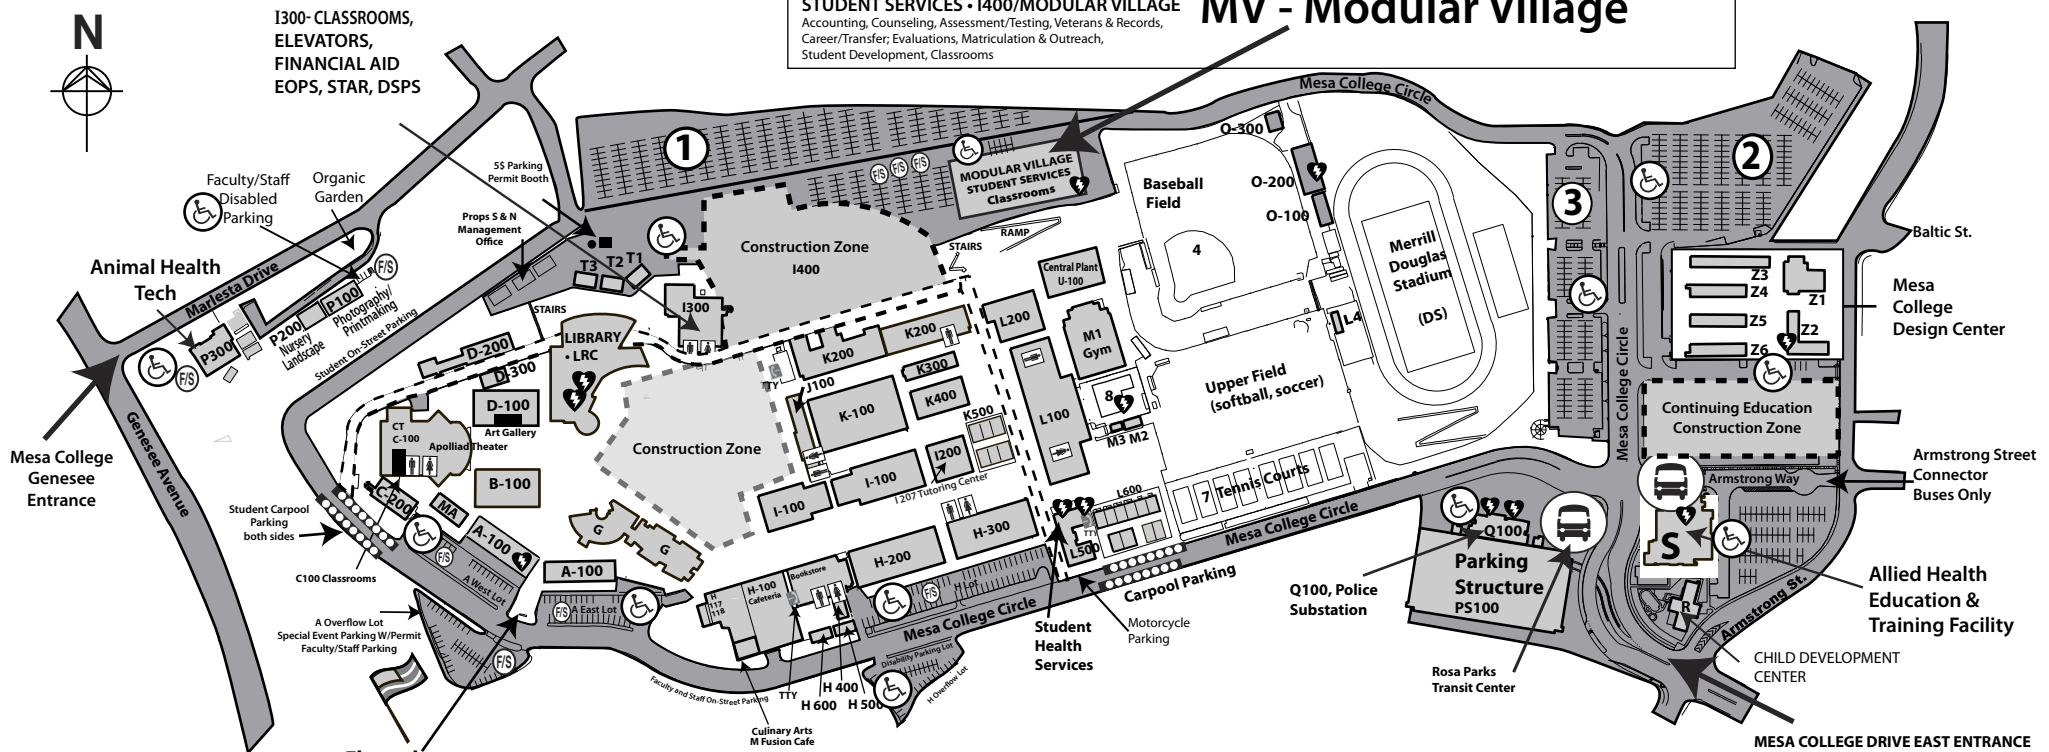 STUDENT SERVICES • I400/MODULAR VILLAGE
Accounting, Counseling, Assessment/Testing, Veterans & Records,
Career/Transfer; Evaluations, Matriculation & Outreach,
Student Development, Classrooms
MV - Modular Village
N
I300- CLASSROOMS,
ELEVATORS,
FINANCIAL AID
EOPS, STAR, DSPS
5$ Parking
Permit Booth
Props S & N
Management
Office
Faculty/Staff
Disabled
Parking
Organic
Garden
F/S
Animal Health
Tech
Marlesta Drive
P300
P200
Nursery
Landscape
P100
Photography/
Printmaking
Student On-Street Parking
F/S
Mesa College
Genesee
Entrance
Genesee Avenue
1
F/S
F/S
F/S
MODULAR VILLAGE
STUDENT SERVICES
Classrooms
Construction Zone
I400
STAIRS
RAMP
T3
T2
T1
STAIRS
I300
LIBRARY
• LRC
D-200
D-300
D-100
Art Gallery
CT
C-100
Apolliad Theater
B-100
C-200
MA
A-100
F/S
A West Lot
A-100
F/S
A East Lot
Student Carpool
Parking
both sides
C100 Classrooms
A Overflow Lot
Special Event Parking W/Permit
Faculty/Staff Parking
F/S
G
G
Construction Zone
TTY
J100
K200
K200
K300
K400
K-100
K500
I200
I 207 Tutoring Center
I-100
I-100
H-300
H-200
Bookstore
H-100
Cafeteria
H
117
118
F/S
H Lot
Mesa College Circle
Disability Parking Lot
H Overflow Lot
Faculty and Staff On-Street Parking
TTY
H 400
H 600
H 500
Culinary Arts
M Fusion Cafe
Central Plant
U-100
L200
M1
Gym
L100
8
M3
M2
L600
TTY
L500
Student
Health
Services
Motorcycle
Parking
Carpool Parking
Mesa College Circle
7 Tennis Courts
Upper Field
(softball, soccer)
Baseball
Field
4
O-300
O-200
O-100
L4
Merrill
Douglas
Stadium
(DS)
Mesa College Circle
3
2
Mesa College Circle
Baltic St.
Z3
Z4
Z5
Z6
Z1
Z2
Mesa
College
Design Center
Continuing Education
Construction Zone
Armstrong Way
Armstrong Street
Connector
Buses Only
S
R
Armstrong St.
Allied Health
Education &
Training Facility
CHILD DEVELOPMENT
CENTER
MESA COLLEGE DRIVE EAST ENTRANCE
Q100
Parking
Structure
PS100
Q100, Police
Substation
Rosa Parks
Transit Center